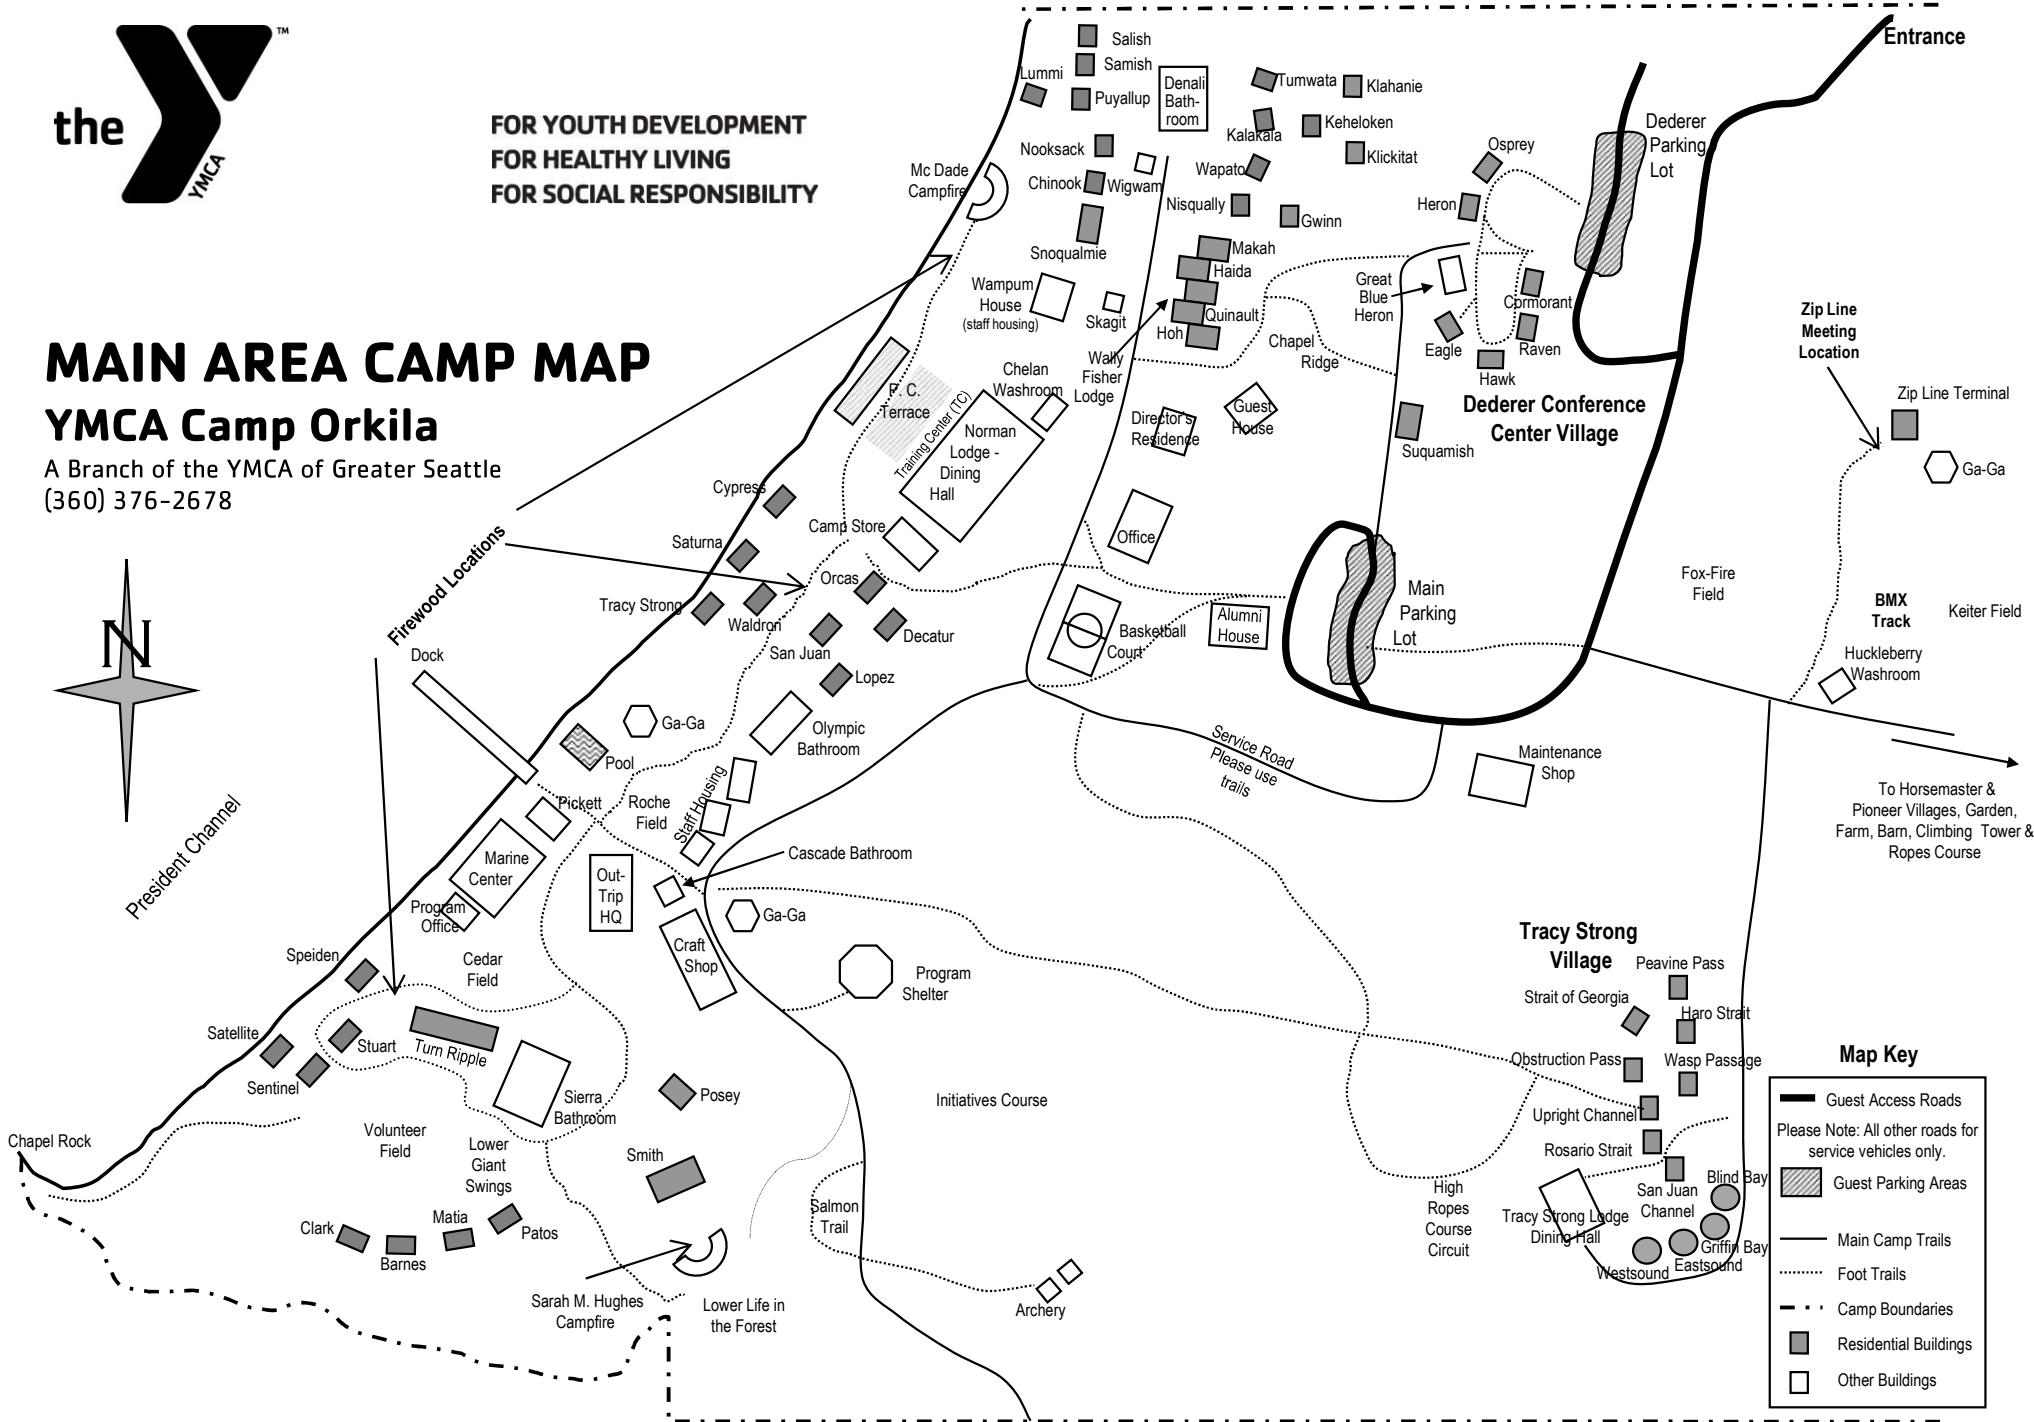 the
YMCA
™
FOR YOUTH DEVELOPMENT
FOR HEALTHY LIVING
FOR SOCIAL RESPONSIBILITY
MAIN AREA CAMP MAP
YMCA Camp Orkila
A Branch of the YMCA of Greater Seattle
(360) 376-2678
N
Entrance
Salish
Samish
Lummi
Puyallup
Denali
Bath-
room
Tumwata
Klahanie
Kalakala
Keheloken
Klickitat
Nooksack
Chinook
Wigwam
Wapato
Nisqually
Gwinn
Snoqualmie
Mc Dade
Campfire
Makah
Haida
Quinault
Hoh
Wampum
House
(staff housing)
Skagit
Wally
Fisher
Lodge
Chapel
Ridge
Osprey
Heron
Great
Blue
Heron
Cormorant
Eagle
Raven
Hawk
Dederer
Parking
Lot
Dederer Conference
Center Village
Suquamish
Zip Line
Meeting
Location
Zip Line Terminal
Ga-Ga
Chelan
Washroom
P. C.
Terrace
Training Center (TC)
Norman
Lodge -
Dining
Hall
Director's
Residence
Guest
House
Camp Store
Office
Cypress
Saturna
Tracy Strong
Waldron
Orcas
Decatur
San Juan
Lopez
Firewood Locations
Dock
Basketball
Court
Alumni
House
Main
Parking
Lot
Fox-Fire
Field
BMX
Track
Keiter Field
Huckleberry
Washroom
Ga-Ga
Pool
Olympic
Bathroom
Service Road
Please use
trails
Maintenance
Shop
To Horsemaster &
Pioneer Villages, Garden,
Farm, Barn, Climbing Tower &
Ropes Course
Pickett
Roche
Field
Staff Housing
President Channel
Marine
Center
Out-
Trip
HQ
Cascade Bathroom
Program
Office
Ga-Ga
Craft
Shop
Program
Shelter
Speiden
Cedar
Field
Satellite
Stuart
Turn Ripple
Sentinel
Sierra
Bathroom
Posey
Initiatives Course
Chapel Rock
Volunteer
Field
Lower
Giant
Swings
Smith
Clark
Barnes
Matia
Patos
Salmon
Trail
Sarah M. Hughes
Campfire
Lower Life in
the Forest
Archery
High
Ropes
Course
Circuit
Tracy Strong
Village
Peavine Pass
Strait of Georgia
Haro Strait
Obstruction Pass
Wasp Passage
Upright Channel
Rosario Strait
San Juan
Channel
Blind Bay
Tracy Strong Lodge
Dining Hall
Griffin Bay
Eastsound
Westsound
Map Key
Guest Access Roads
Please Note: All other roads for
service vehicles only.
Guest Parking Areas
Main Camp Trails
Foot Trails
Camp Boundaries
Residential Buildings
Other Buildings